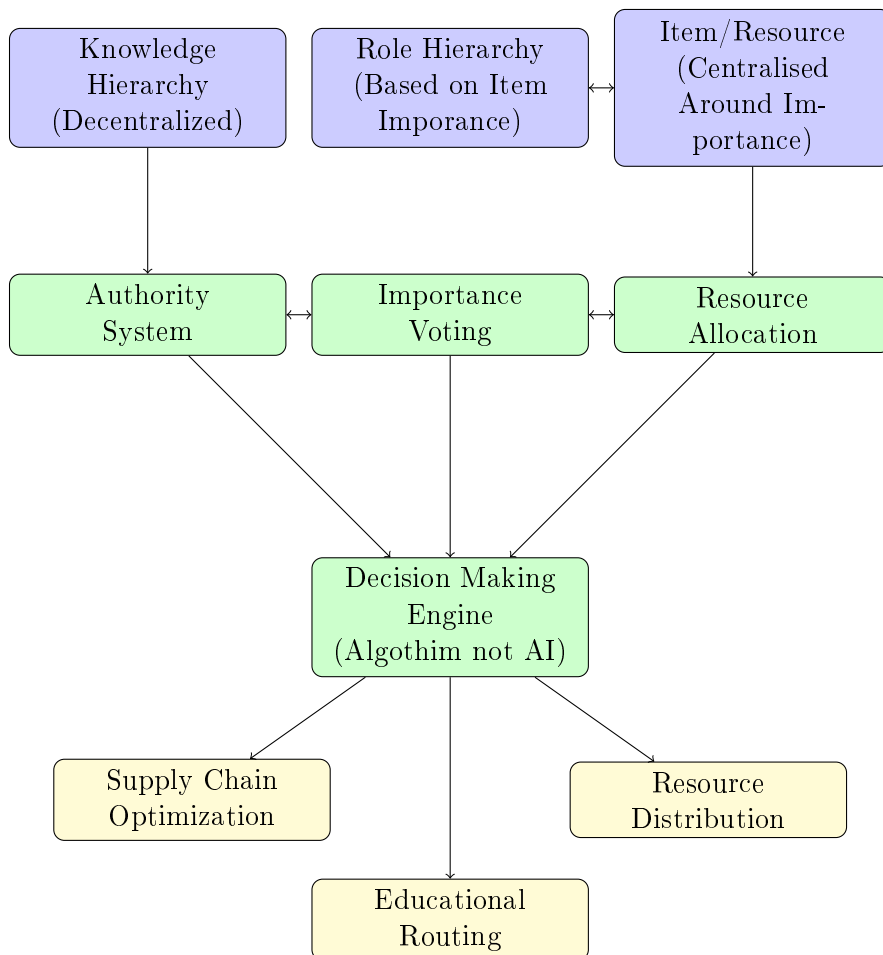 Knowledge
Hierarchy
(Decentralized)
Role Hierarchy
(Based on Item
Imporance)
Item/Resource
(Centralised
Around Im-
portance)
Authority
System
Importance
Voting
Resource
Allocation
Decision Making
Engine
(Algothim not AI)
Supply Chain
Optimization
Resource
Distribution
Educational
Routing